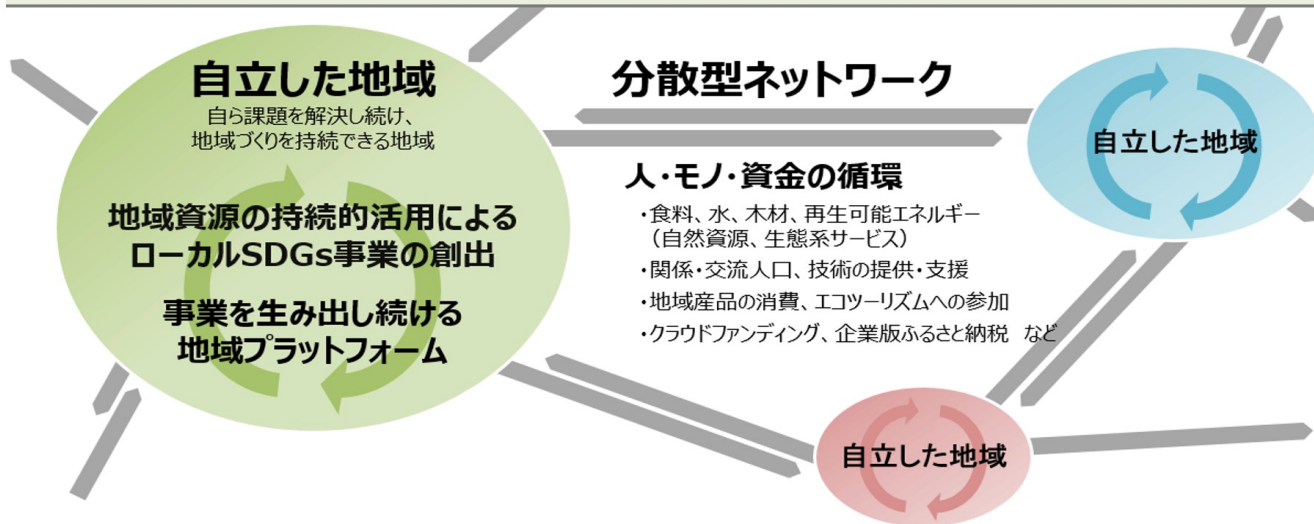 自立した地域
自ら課題を解決し続け、
地域づくりを持続できる地域
地域資源の持続的活用による
ローカルSDGs事業の創出
事業を生み出し続ける
地域プラットフォーム
分散型ネットワーク
人・モノ・資金の循環
・食料、水、木材、再生可能エネルギー
（自然資源、生態系サービス）
・関係・交流人口、技術の提供・支援
・地域産品の消費、エコツーリズムへの参加
・クラウドファンディング、企業版ふるさと納税　など
自立した地域
自立した地域